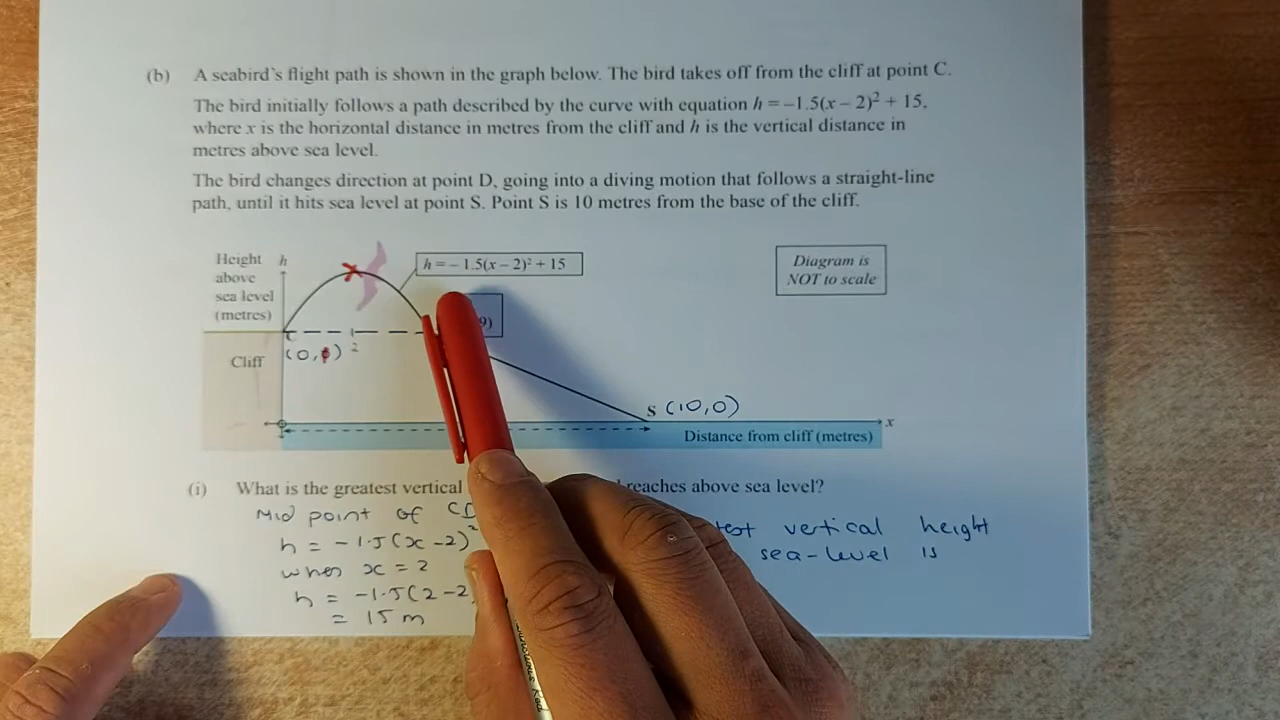 (b) A seabird's flight path is shown in the graph below. The bird takes off from the cliff at point C.
The bird initially follows a path described by the curve with equation h = −1.5(x − 2)² + 15,
where x is the horizontal distance in metres from the cliff and h is the vertical distance in
metres above sea level.
The bird changes direction at point D, going into a diving motion that follows a straight-line
path, until it hits sea level at point S. Point S is 10 metres from the base of the cliff.
Height h
above
sea level
(metres)
h = − 1.5(x − 2)² + 15
Diagram is
NOT to scale
9)
C
Cliff
(0, ) 2
S (10,0)
x
Distance from cliff (metres)
(i) What is the greatest vertical reaches above sea level?
Mid point of CD
h = -1.5(x-2)²
when x = 2
h = -1.5(2-2
= 15 m
vertical height
sea-level is